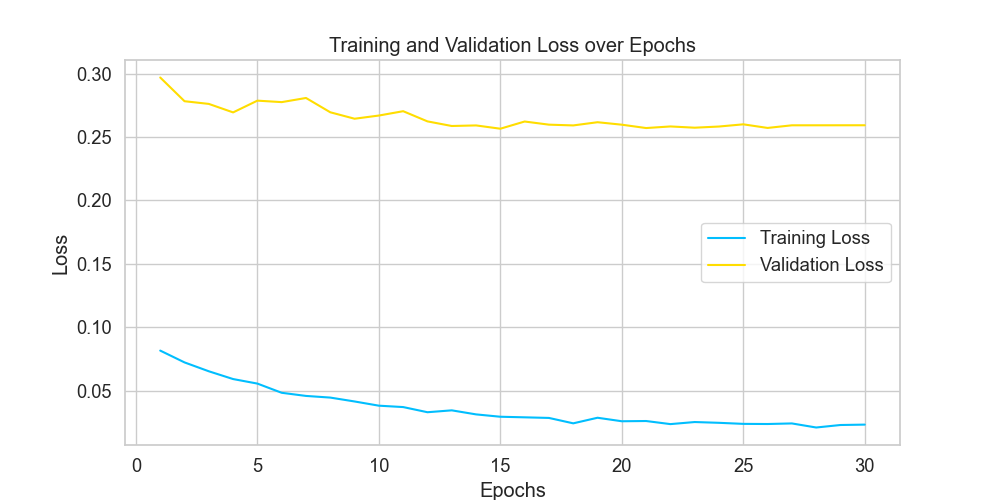 Training and Validation Loss over Epochs
0.30
0.25
0.20
0.15
0.10
0.05
Loss
Training Loss
Validation Loss
0 5 10 15 20 25 30
Epochs